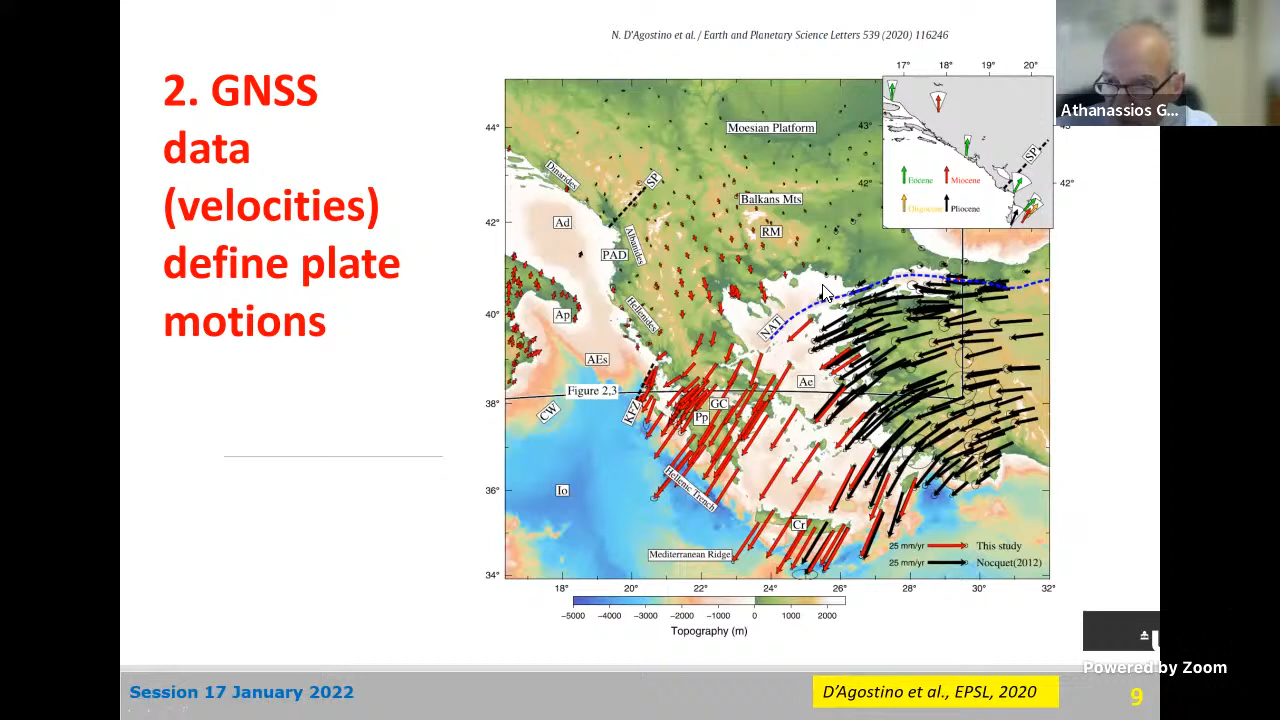 N. D'Agostino et al. / Earth and Planetary Science Letters 539 (2020) 116246
2. GNSS
data
(velocities)
define plate
motions
17° 18° 19° 20°
43°
42°
42°
SP
Eocene
Miocene
Oligocene
Pliocene
Athanassios G...
44°
42°
40°
38°
36°
34°
Moesian Platform
Dinarides
SP
Balkans Mts
Ad
RM
Albanides
PAD
Hellenides
NAT
Ap
AEs
Ae
Figure 2,3
CW
KFZ
GC
Pp
Hellenic Trench
Io
Cr
Mediterranean Ridge
25 mm/yr This study
25 mm/yr Nocquet(2012)
18° 20° 22° 24° 26° 28° 30° 32°
−5000 −4000 −3000 −2000 −1000 0 1000 2000
Topography (m)
Powered by Zoom
Session 17 January 2022
D'Agostino et al., EPSL, 2020
9